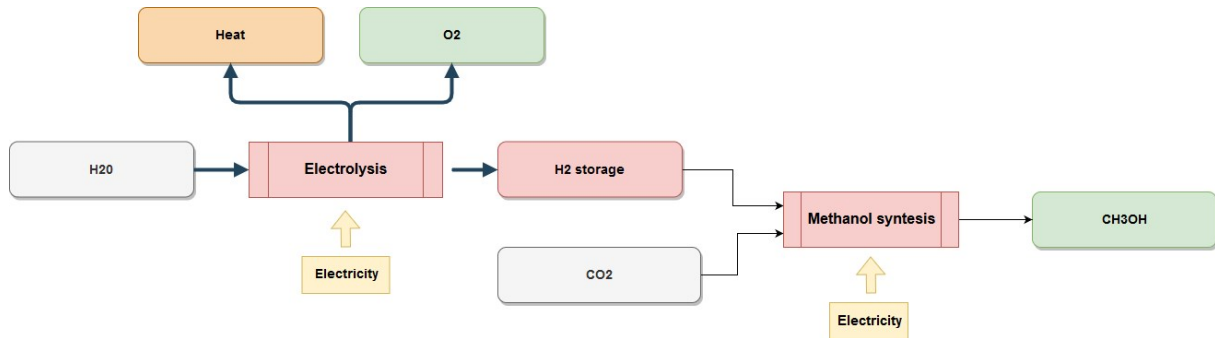 Heat
O2
H20
Electrolysis
H2 storage
Methanol syntesis
CH3OH
Electricity
CO2
Electricity